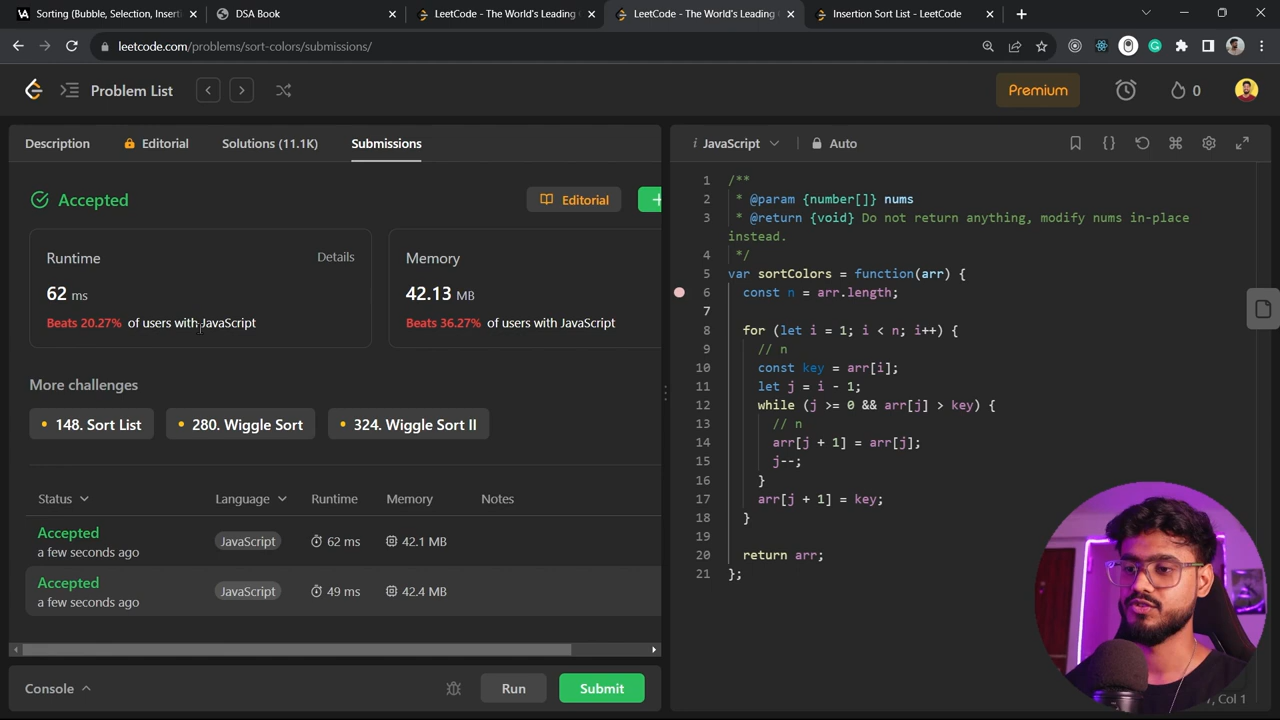 Sorting (Bubble, Selection, Inserti
DSA Book
LeetCode - The World's Leading
LeetCode - The World's Leading
Insertion Sort List - LeetCode
leetcode.com/problems/sort-colors/submissions/
Problem List
Premium
0
Description
Editorial
Solutions (11.1K)
Submissions
JavaScript
Auto
Accepted
Editorial
Runtime
Details
62 ms
Beats 20.27% of users with JavaScript
Memory
42.13 MB
Beats 36.27% of users with JavaScript
More challenges
148. Sort List
280. Wiggle Sort
324. Wiggle Sort II
Status
Language
Runtime
Memory
Notes
Accepted
JavaScript
62 ms
42.1 MB
a few seconds ago
Accepted
JavaScript
49 ms
42.4 MB
a few seconds ago
Console
Run
Submit
1 /**
2 * @param {number[]} nums
3 * @return {void} Do not return anything, modify nums in-place
instead.
4 */
5 var sortColors = function(arr) {
6 const n = arr.length;
7
8 for (let i = 1; i < n; i++) {
9 // n
10 const key = arr[i];
11 let j = i - 1;
12 while (j >= 0 && arr[j] > key) {
13 // n
14 arr[j + 1] = arr[j];
15 j--;
16 }
17 arr[j + 1] = key;
18 }
19
20 return arr;
21 };
7, Col 1